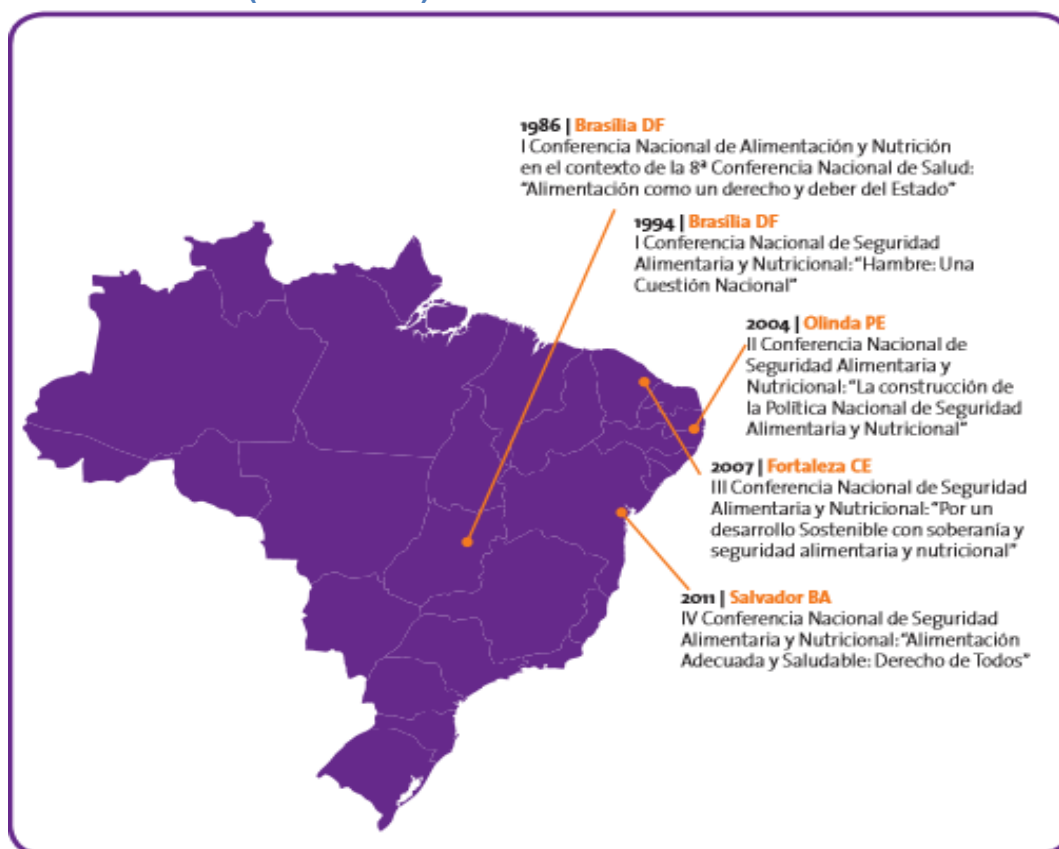 1986 | Brasília DF
I Conferencia Nacional de Alimentación y Nutrición
en el contexto de la 8ª Conferencia Nacional de Salud:
“Alimentación como un derecho y deber del Estado”
1994 | Brasília DF
I Conferencia Nacional de Seguridad
Alimentaria y Nutricional: “Hambre: Una
Cuestión Nacional”
2004 | Olinda PE
II Conferencia Nacional de
Seguridad Alimentaria y
Nutricional: “La construcción de
la Política Nacional de Seguridad
Alimentaria y Nutricional”
2007 | Fortaleza CE
III Conferencia Nacional de Seguridad
Alimentaria y Nutricional: “Por un
desarrollo Sostenible con soberanía y
seguridad alimentaria y nutricional”
2011 | Salvador BA
IV Conferencia Nacional de Seguridad
Alimentaria y Nutricional: “Alimentación
Adecuada y Saludable: Derecho de Todos”